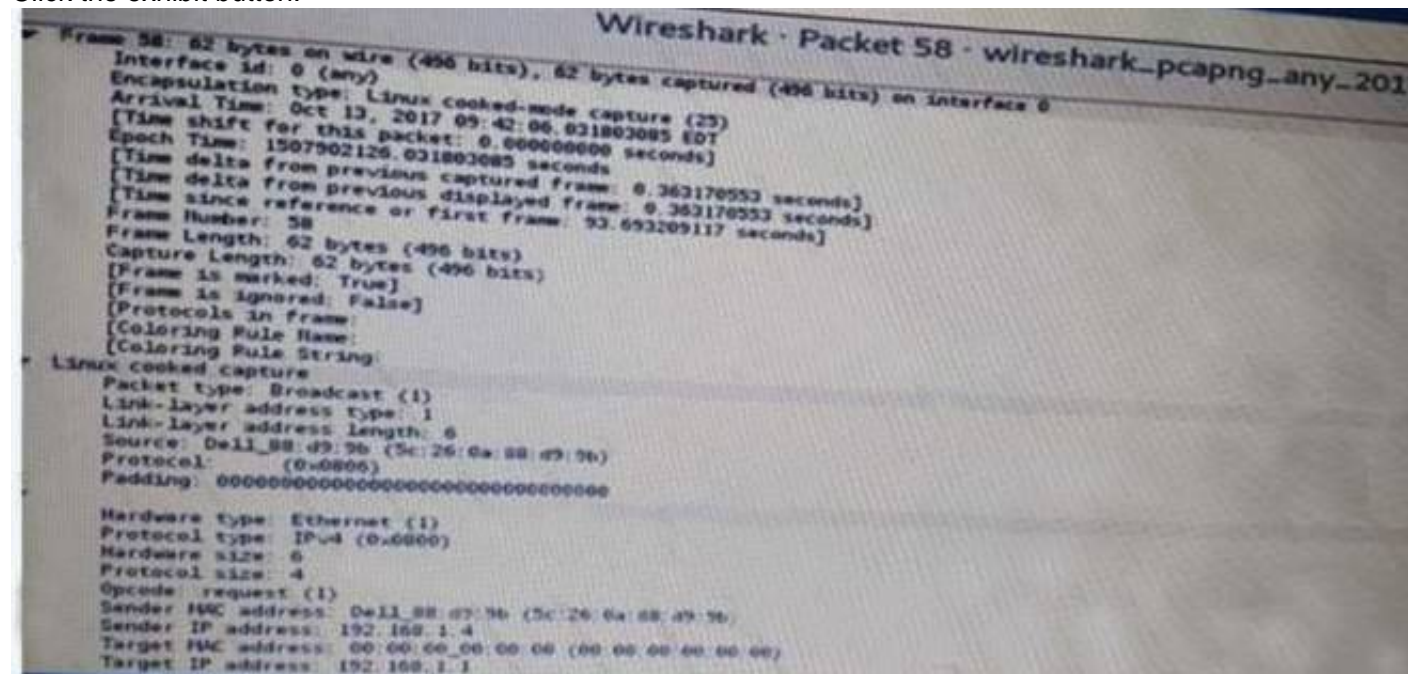 Wireshark · Packet 58 · wireshark_pcapng_any_201
Frame 58: 62 bytes on wire (496 bits), 62 bytes captured (496 bits) on interface 0
Interface id: 0 (any)
Encapsulation type: Linux cooked-mode capture (25)
Arrival Time: Oct 13, 2017 09:42:06.031803085 EDT
[Time shift for this packet: 0.000000000 seconds]
Epoch Time: 1507902126.031803085 seconds
[Time delta from previous captured frame: 0.363170553 seconds]
[Time delta from previous displayed frame: 0.363170553 seconds]
[Time since reference or first frame: 93.693209117 seconds]
Frame Number: 58
Frame Length: 62 bytes (496 bits)
Capture Length: 62 bytes (496 bits)
[Frame is marked: True]
[Frame is ignored: False]
[Protocols in frame:
[Coloring Rule Name:
[Coloring Rule String:
Linux cooked capture
Packet type: Broadcast (1)
Link-layer address type: 1
Link-layer address length: 6
Source: Dell_88:d9:9b (5c:26:0a:88:d9:9b)
Protocol: (0x0806)
Padding: 00000000000000000000000000000000
Hardware type: Ethernet (1)
Protocol type: IPv4 (0x0800)
Hardware size: 6
Protocol size: 4
Opcode: request (1)
Sender MAC address: Dell_88:d9:9b (5c:26:0a:88:d9:9b)
Sender IP address: 192.168.1.4
Target MAC address: 00:00:00_00:00:00 (00:00:00:00:00:00)
Target IP address: 192.168.1.1